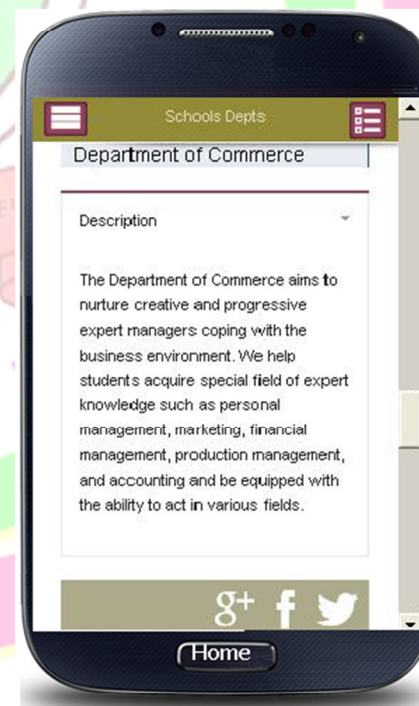 Schools Depts
Department of Commerce
Description
The Department of Commerce aims to
nurture creative and progressive
expert managers coping with the
business environment. We help
students acquire special field of expert
knowledge such as personal
management, marketing, financial
management, production management,
and accounting and be equipped with
the ability to act in various fields.
g+ f
Home